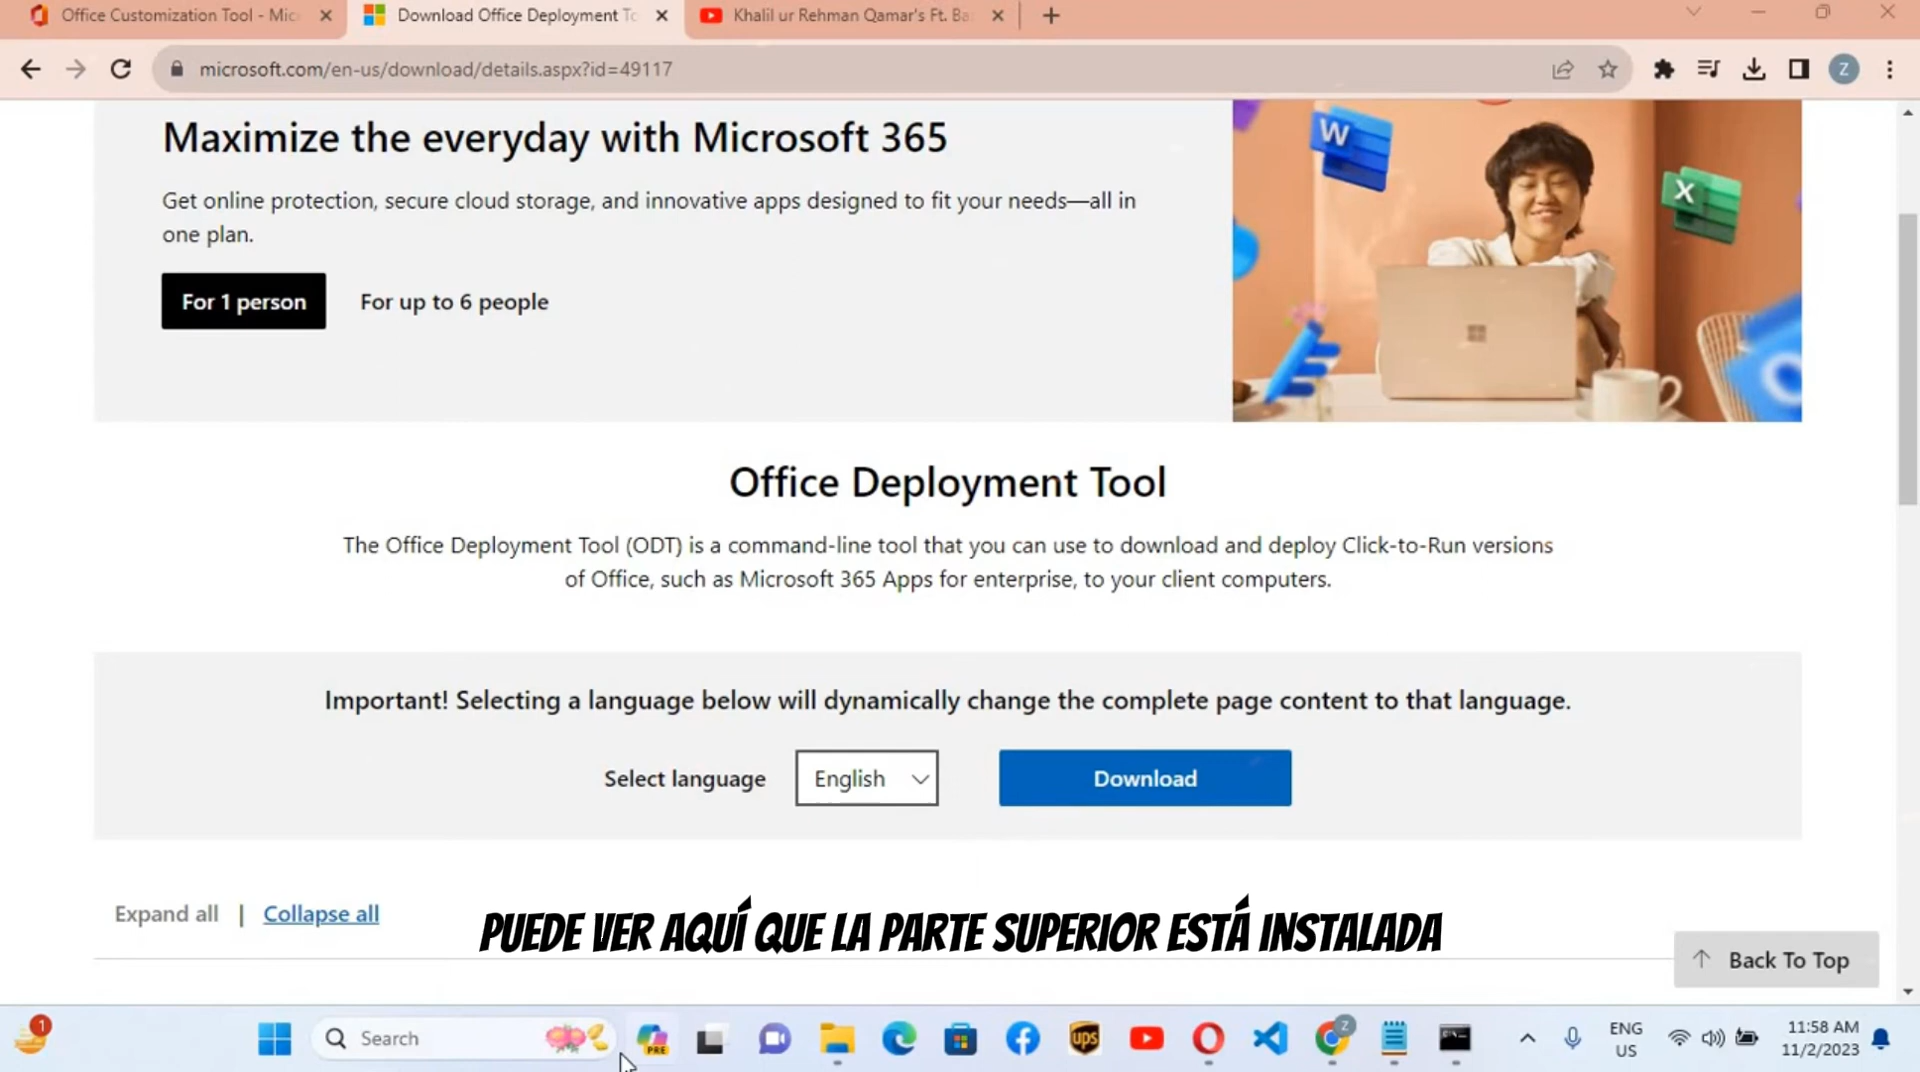 Office Customization Tool - Mic
Download Office Deployment To
Khalil ur Rehman Qamar's Ft. Ba
microsoft.com/en-us/download/details.aspx?id=49117
Z
Maximize the everyday with Microsoft 365
Get online protection, secure cloud storage, and innovative apps designed to fit your needs—all in
one plan.
For 1 person
For up to 6 people
W
X
Office Deployment Tool
The Office Deployment Tool (ODT) is a command-line tool that you can use to download and deploy Click-to-Run versions
of Office, such as Microsoft 365 Apps for enterprise, to your client computers.
Important! Selecting a language below will dynamically change the complete page content to that language.
Select language
English
Download
Expand all | Collapse all
PUEDE VER AQUÍ QUE LA PARTE SUPERIOR ESTÁ INSTALADA
Back To Top
1
Search
PRE
ups
Z
ENG
US
11:58 AM
11/2/2023